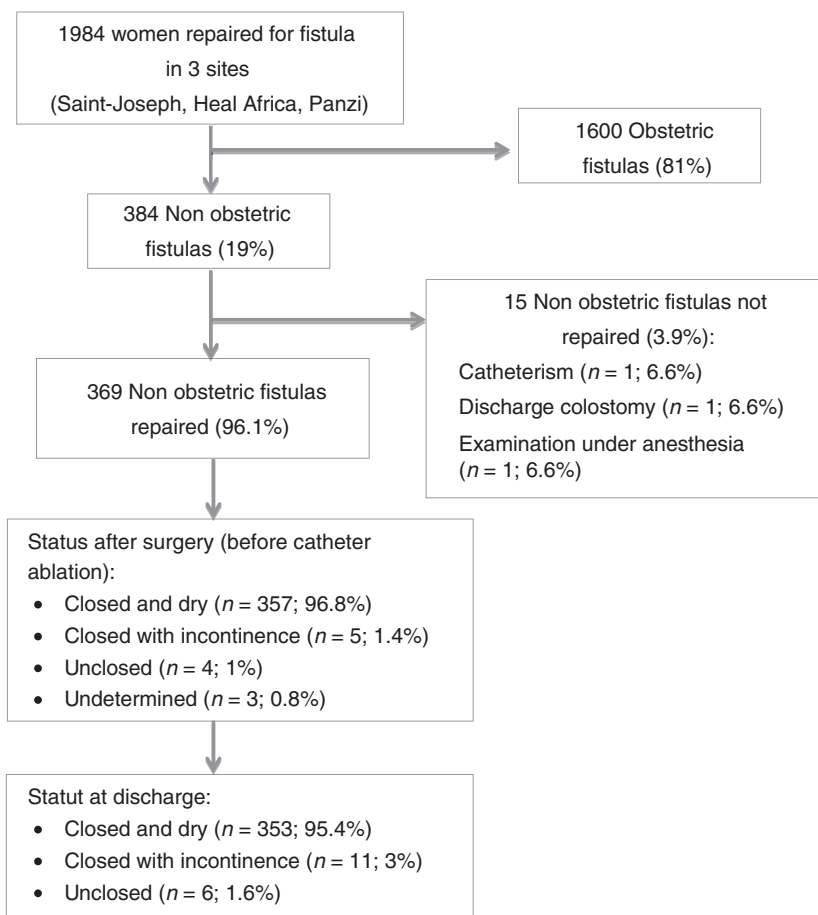 1984 women repaired for fistula
in 3 sites
(Saint-Joseph, Heal Africa, Panzi)
1600 Obstetric
fistulas (81%)
384 Non obstetric
fistulas (19%)
15 Non obstetric fistulas not
repaired (3.9%):
Catheterism (n = 1; 6.6%)
Discharge colostomy (n = 1; 6.6%)
Examination under anesthesia
(n = 1; 6.6%)
369 Non obstetric fistulas
repaired (96.1%)
Status after surgery (before catheter
ablation):
• Closed and dry (n = 357; 96.8%)
• Closed with incontinence (n = 5; 1.4%)
• Unclosed (n = 4; 1%)
• Undetermined (n = 3; 0.8%)
Statut at discharge:
• Closed and dry (n = 353; 95.4%)
• Closed with incontinence (n = 11; 3%)
• Unclosed (n = 6; 1.6%)